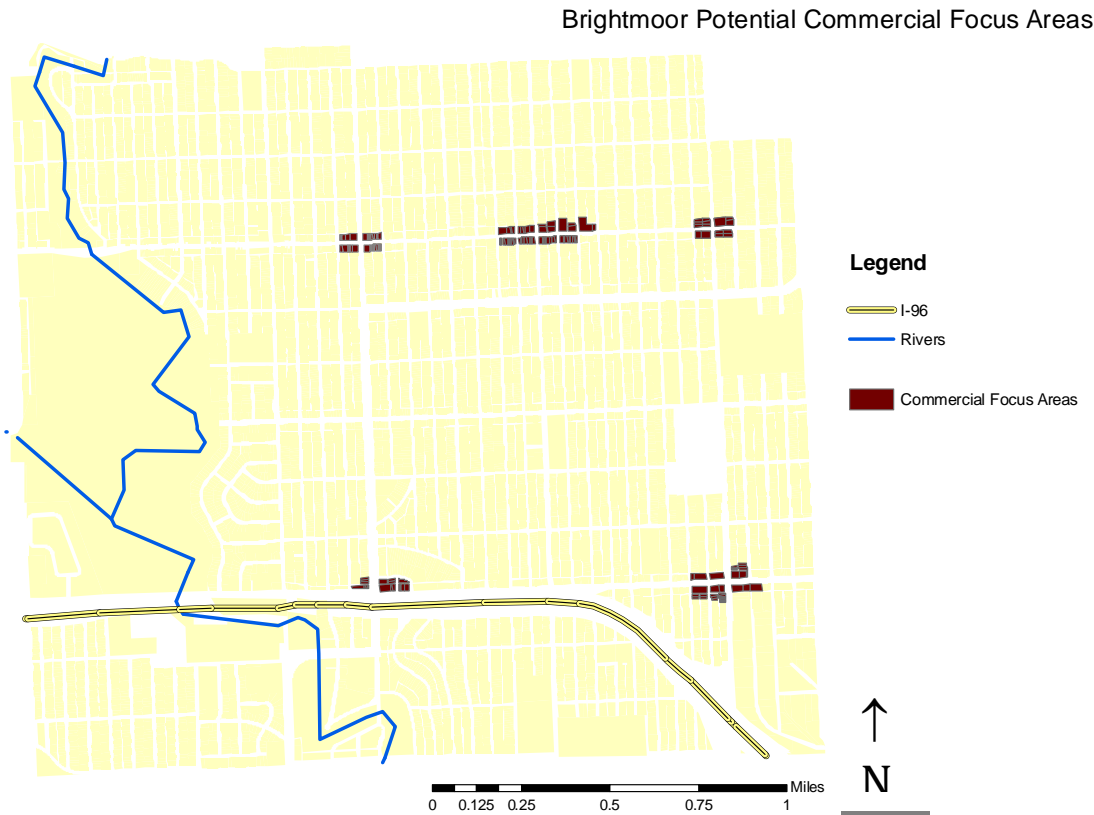 Brightmoor Potential Commercial Focus Areas
Legend
I-96
Rivers
Commercial Focus Areas
N
Miles
0 0.125 0.25 0.5 0.75 1